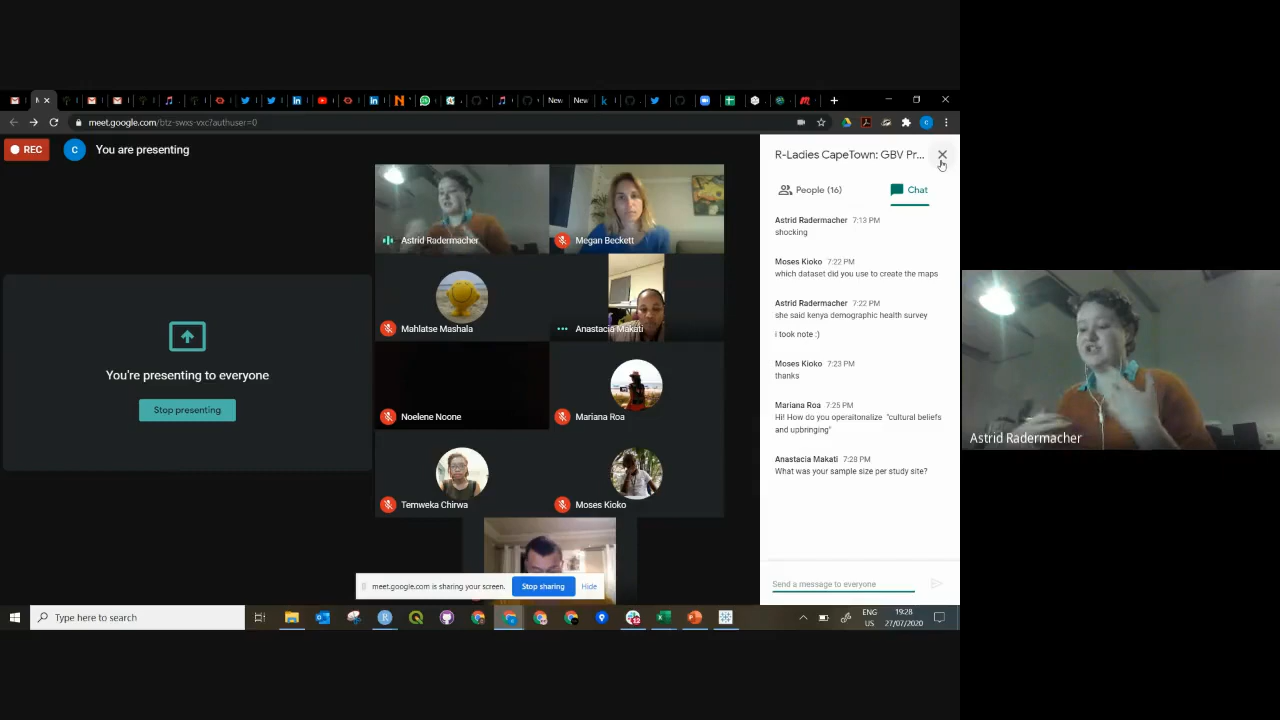 New
New
meet.google.com/btz-swxs-vxc?authuser=0
REC
C
You are presenting
R-Ladies CapeTown: GBV Pr...
People (16)
Chat
Astrid Radermacher 7:13 PM
shocking
Moses Kioko 7:22 PM
which dataset did you use to create the maps
Astrid Radermacher 7:22 PM
she said kenya demographic health survey
i took note :)
Moses Kioko 7:23 PM
thanks
Mariana Roa 7:25 PM
Hi! How do you operaitonalize "cultural beliefs
and upbringing"
Anastacia Makati 7:28 PM
What was your sample size per study site?
Send a message to everyone
You're presenting to everyone
Stop presenting
Astrid Radermacher
Megan Beckett
Mahlatse Mashala
Anastacia Makati
Noelene Noone
Mariana Roa
Temweka Chirwa
Moses Kioko
meet.google.com is sharing your screen.
Stop sharing
Hide
Astrid Radermacher
Type here to search
ENG
US
19:28
27/07/2020